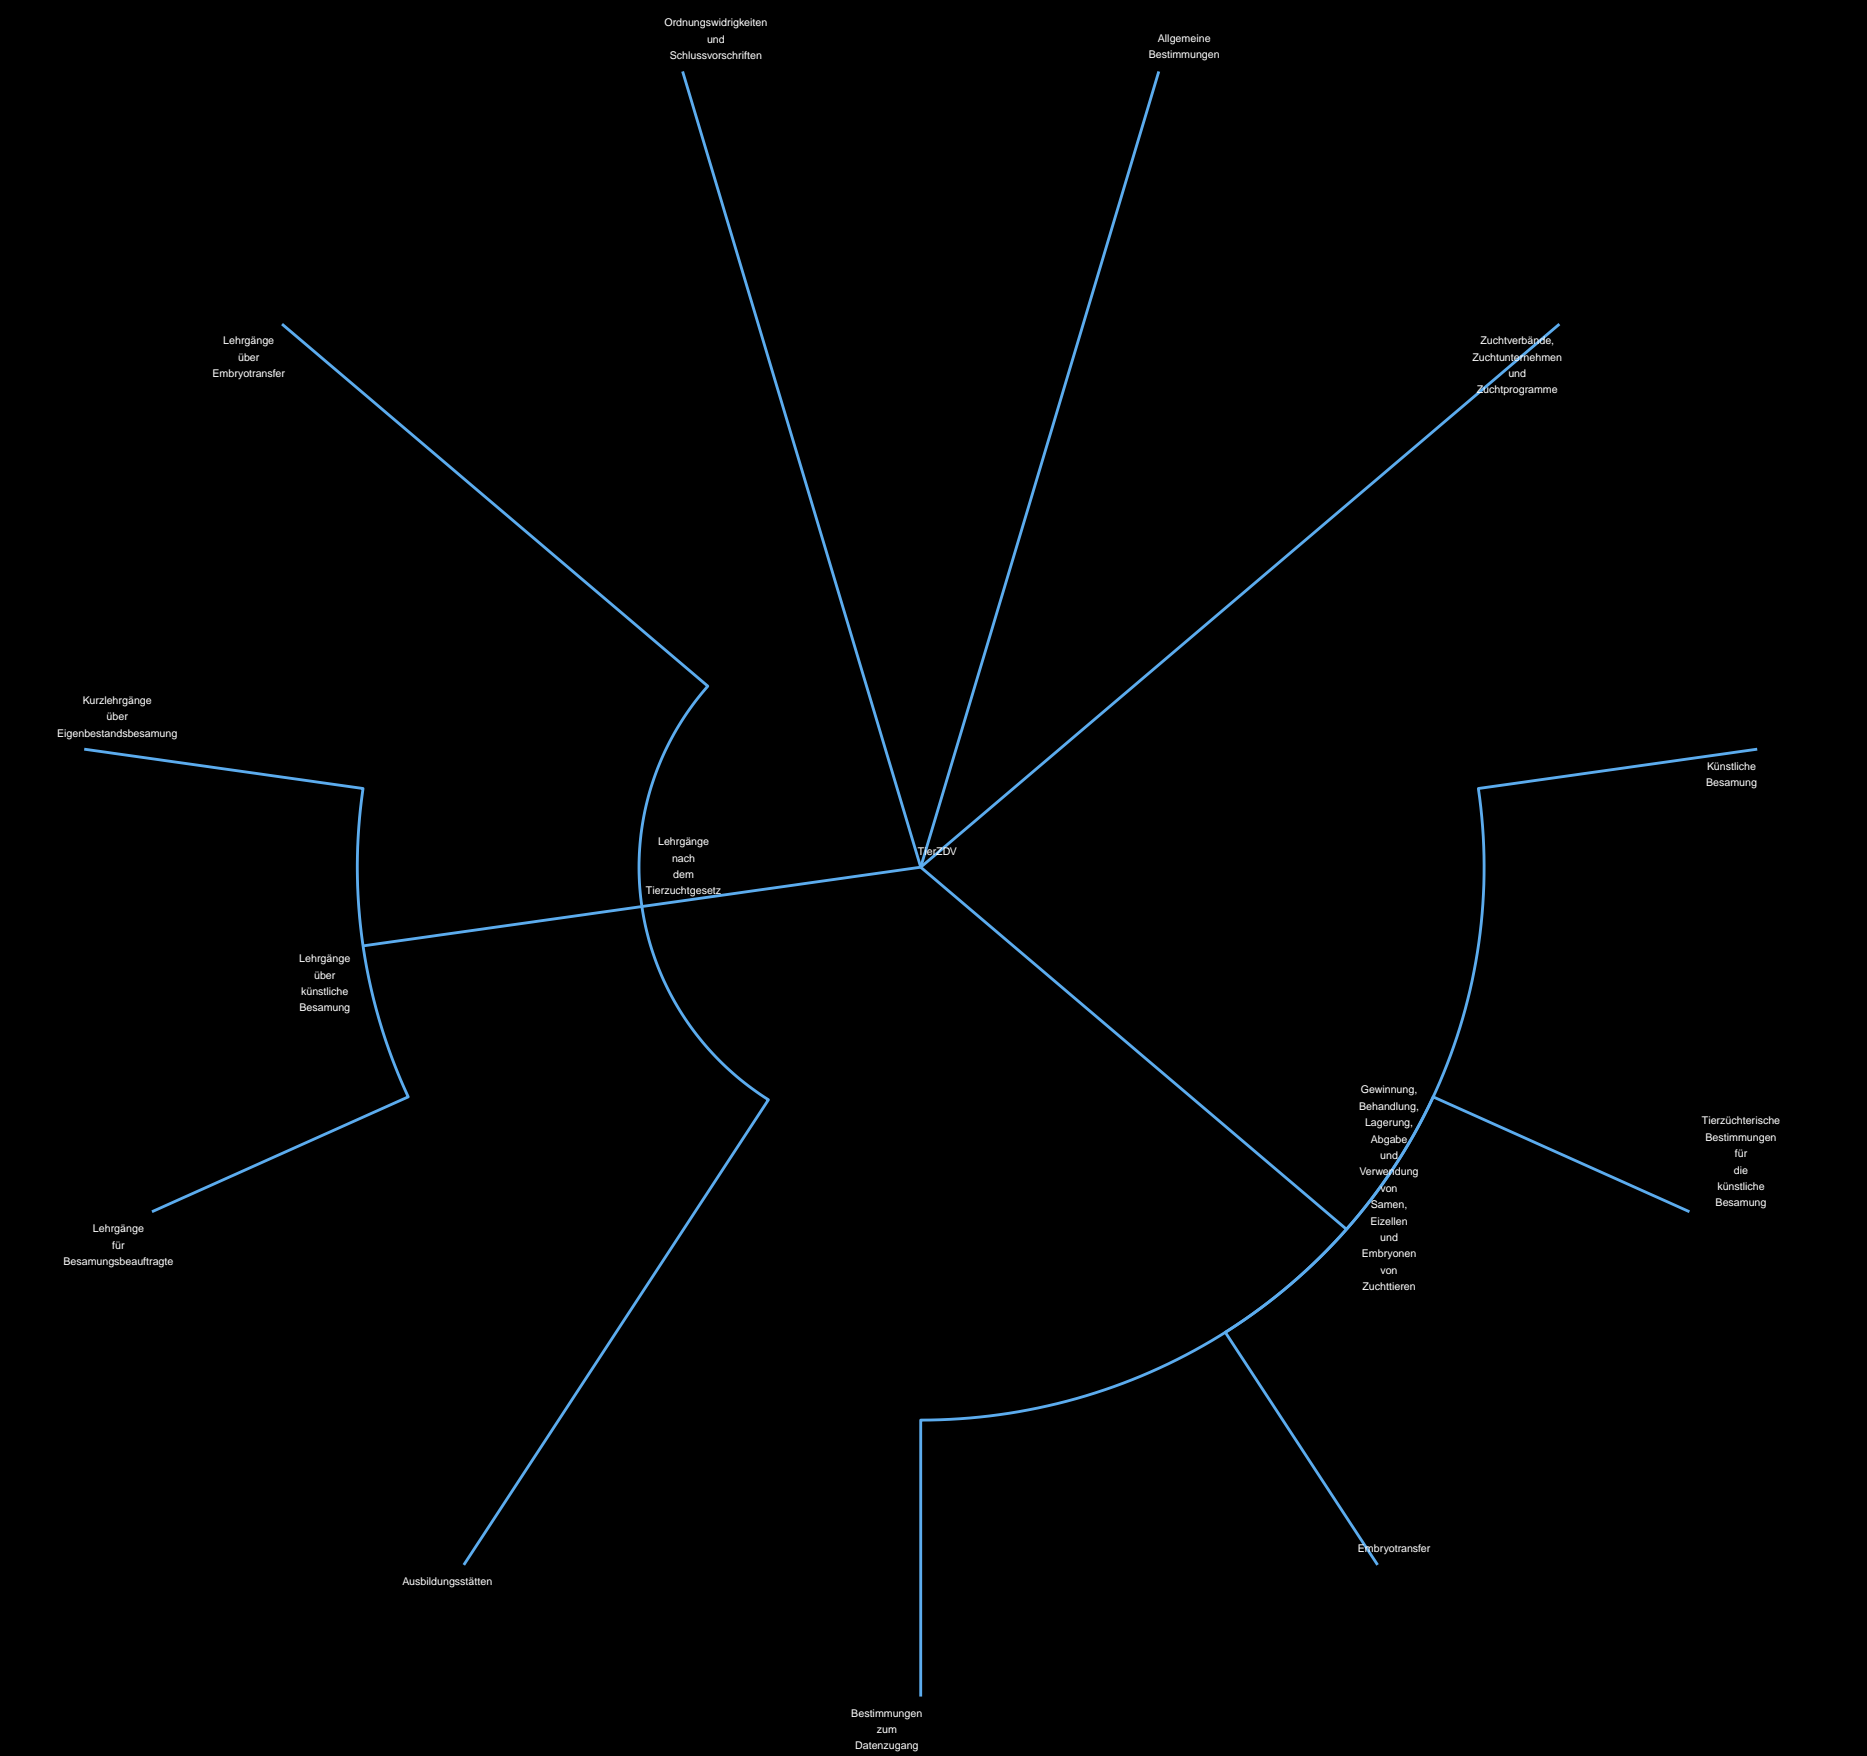 Ordnungswidrigkeiten
und
Schlussvorschriften
Allgemeine
Bestimmungen
Lehrgänge
über
Embryotransfer
Zuchtverbände,
Zuchtunternehmen
und
Zuchtprogramme
Kurzlehrgänge
über
Eigenbestandsbesamung
Künstliche
Besamung
Lehrgänge
nach
dem
Tierzuchtgesetz
TierZDV
Lehrgänge
über
künstliche
Besamung
Gewinnung,
Behandlung,
Lagerung,
Abgabe
und
Verwendung
von
Samen,
Eizellen
und
Embryonen
von
Zuchttieren
Tierzüchterische
Bestimmungen
für
die
künstliche
Besamung
Lehrgänge
für
Besamungsbeauftragte
Embryotransfer
Ausbildungsstätten
Bestimmungen
zum
Datenzugang